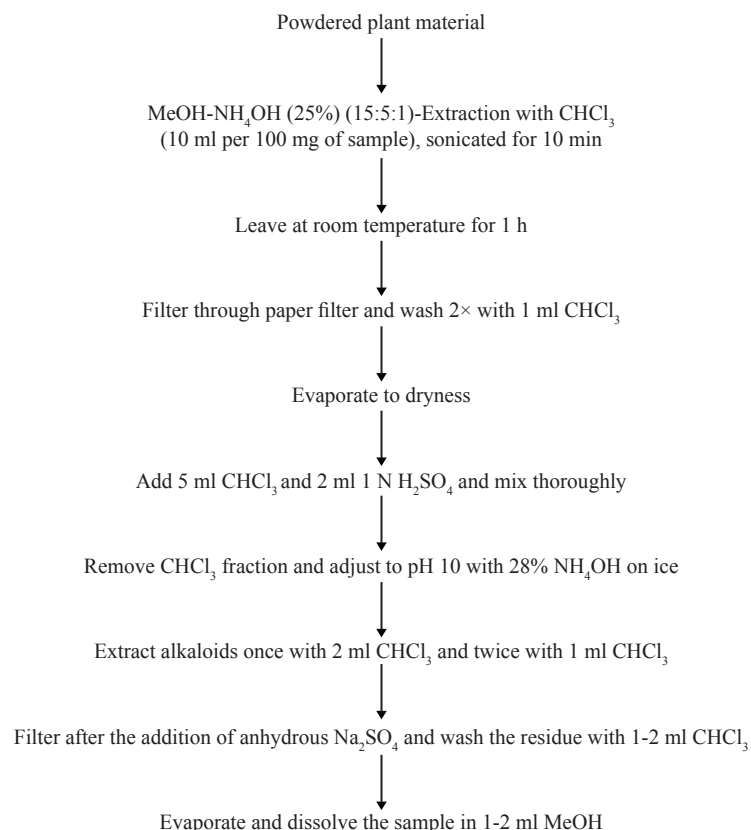 Powdered plant material
MeOH-NH₄OH (25%) (15:5:1)-Extraction with CHCl₃
(10 ml per 100 mg of sample), sonicated for 10 min
Leave at room temperature for 1 h
Filter through paper filter and wash 2× with 1 ml CHCl₃
Evaporate to dryness
Add 5 ml CHCl₃ and 2 ml 1 N H₂SO₄ and mix thoroughly
Remove CHCl₃ fraction and adjust to pH 10 with 28% NH₄OH on ice
Extract alkaloids once with 2 ml CHCl₃ and twice with 1 ml CHCl₃
Filter after the addition of anhydrous Na₂SO₄ and wash the residue with 1-2 ml CHCl₃
Evaporate and dissolve the sample in 1-2 ml MeOH